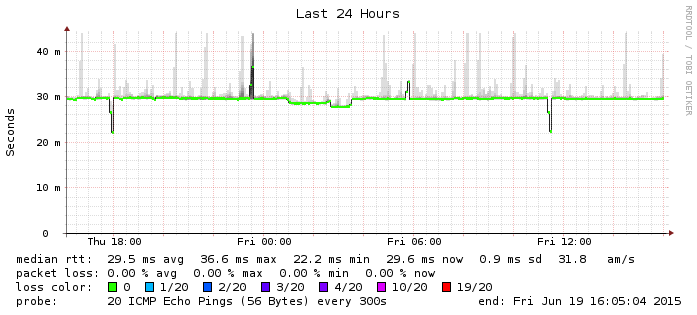 Last 24 Hours
RRDTOOL / TOBI OETIKER
Seconds
40 m
30 m
20 m
10 m
0
Thu 18:00 Fri 00:00 Fri 06:00 Fri 12:00
median rtt: 29.5 ms avg 36.6 ms max 22.2 ms min 29.6 ms now 0.9 ms sd 31.8 am/s
packet loss: 0.00 % avg 0.00 % max 0.00 % min 0.00 % now
loss color: 0 1/20 2/20 3/20 4/20 10/20 19/20
probe: 20 ICMP Echo Pings (56 Bytes) every 300s end: Fri Jun 19 16:05:04 2015